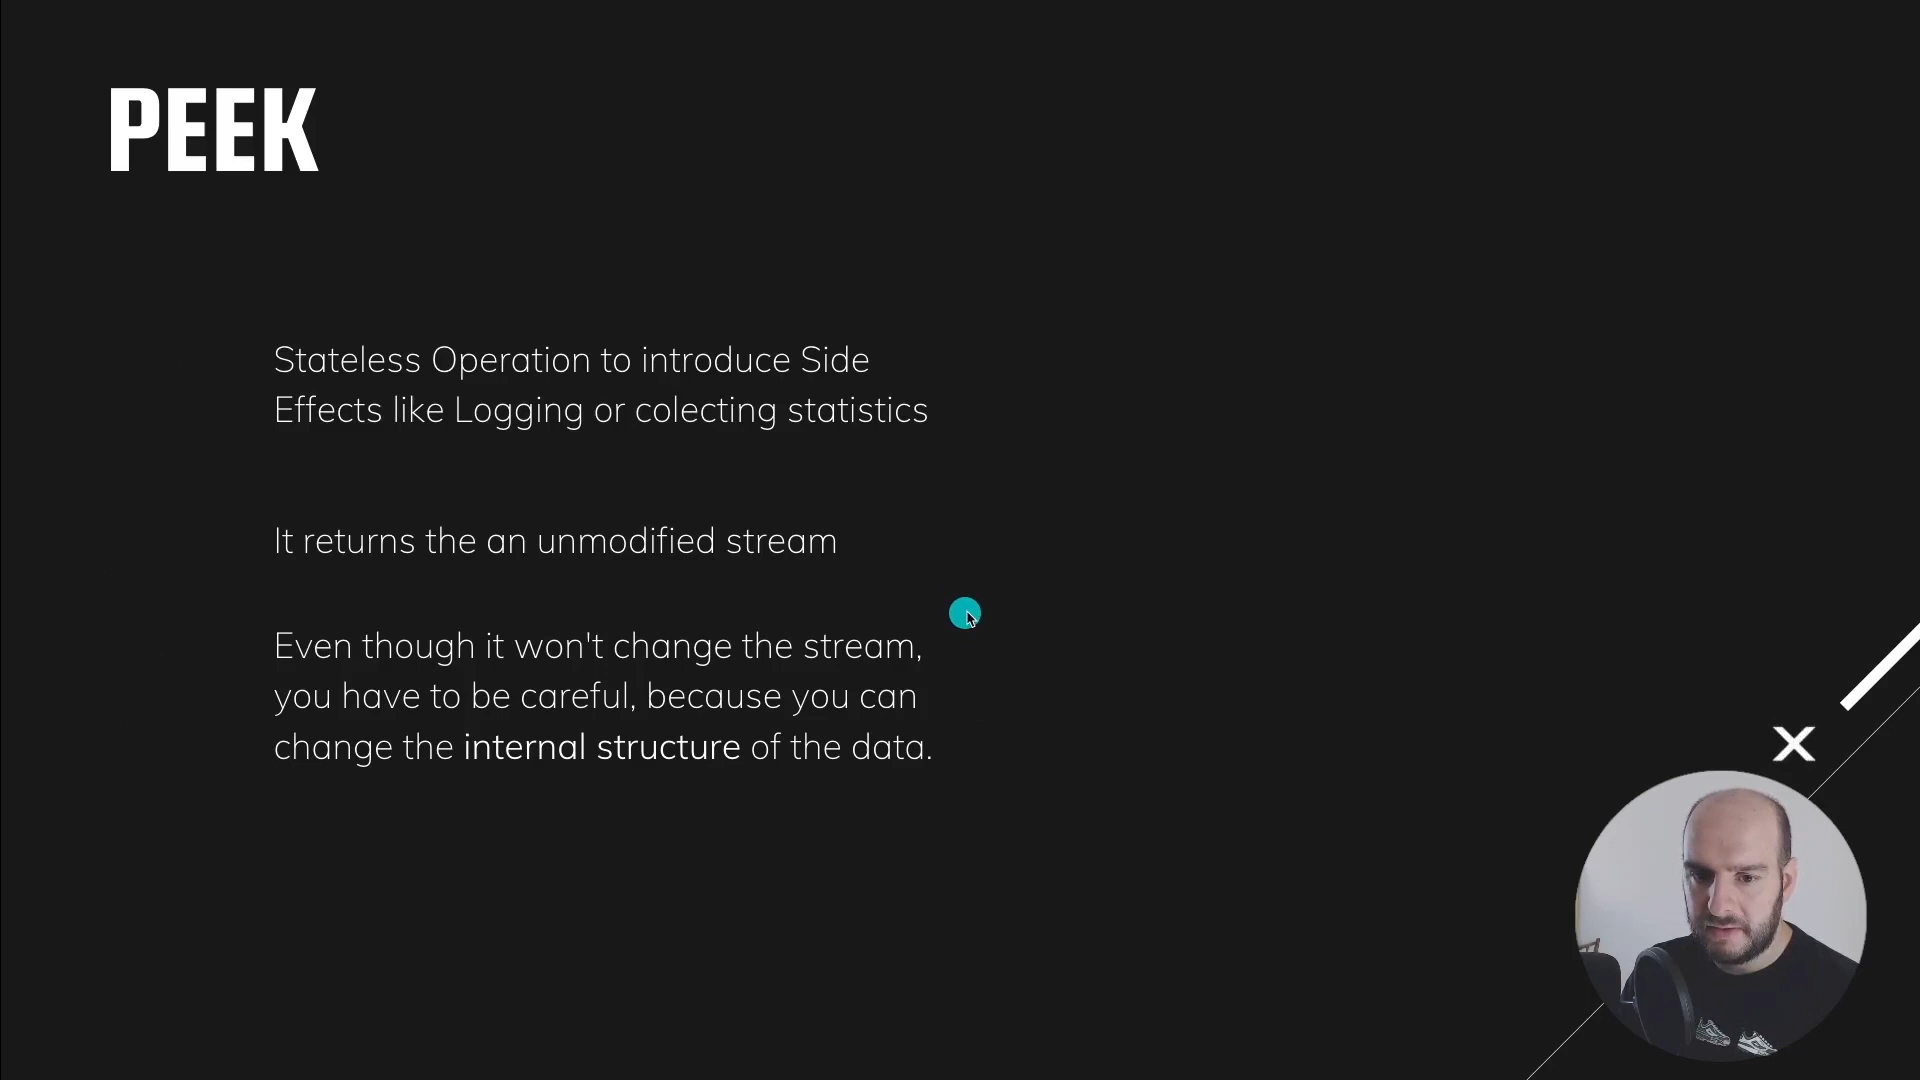 PEEK
Stateless Operation to introduce Side
Effects like Logging or colecting statistics
It returns the an unmodified stream
Even though it won't change the stream,
you have to be careful, because you can
change the internal structure of the data.